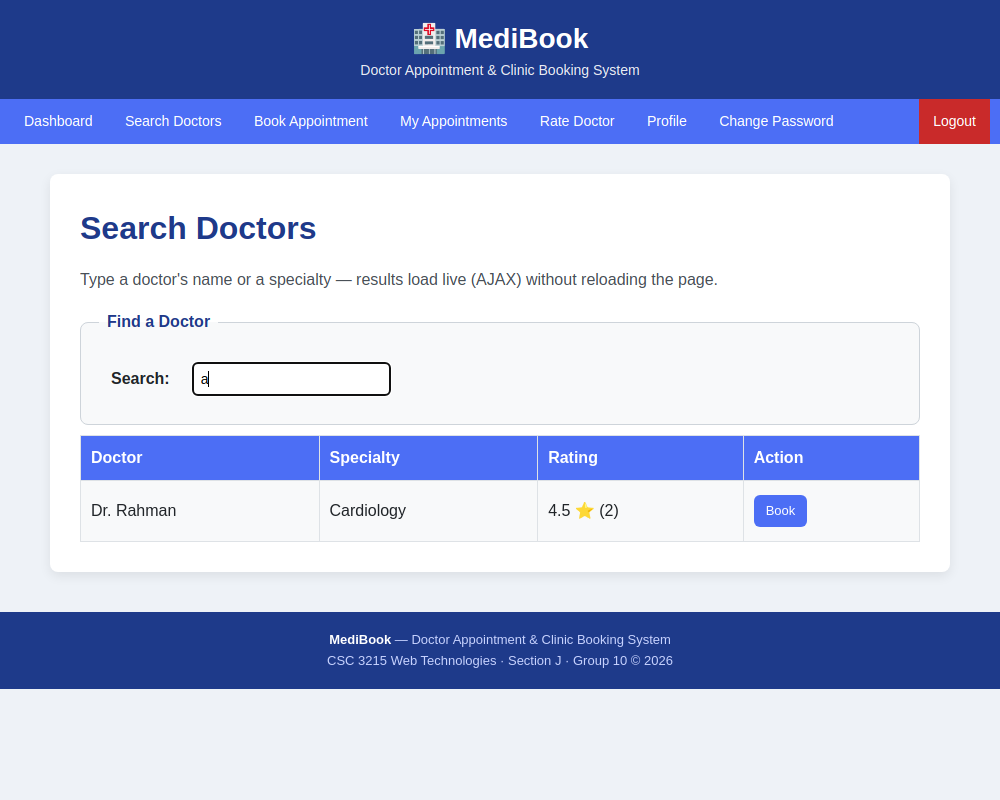 🏥 MediBook
Doctor Appointment & Clinic Booking System
Dashboard Search Doctors Book Appointment My Appointments Rate Doctor Profile Change Password Logout
Search Doctors
Type a doctor's name or a specialty — results load live (AJAX) without reloading the page.
Find a Doctor
Search: a
Doctor Specialty Rating Action
Dr. Rahman Cardiology 4.5 ⭐ (2) Book
MediBook — Doctor Appointment & Clinic Booking System
CSC 3215 Web Technologies · Section J · Group 10 © 2026